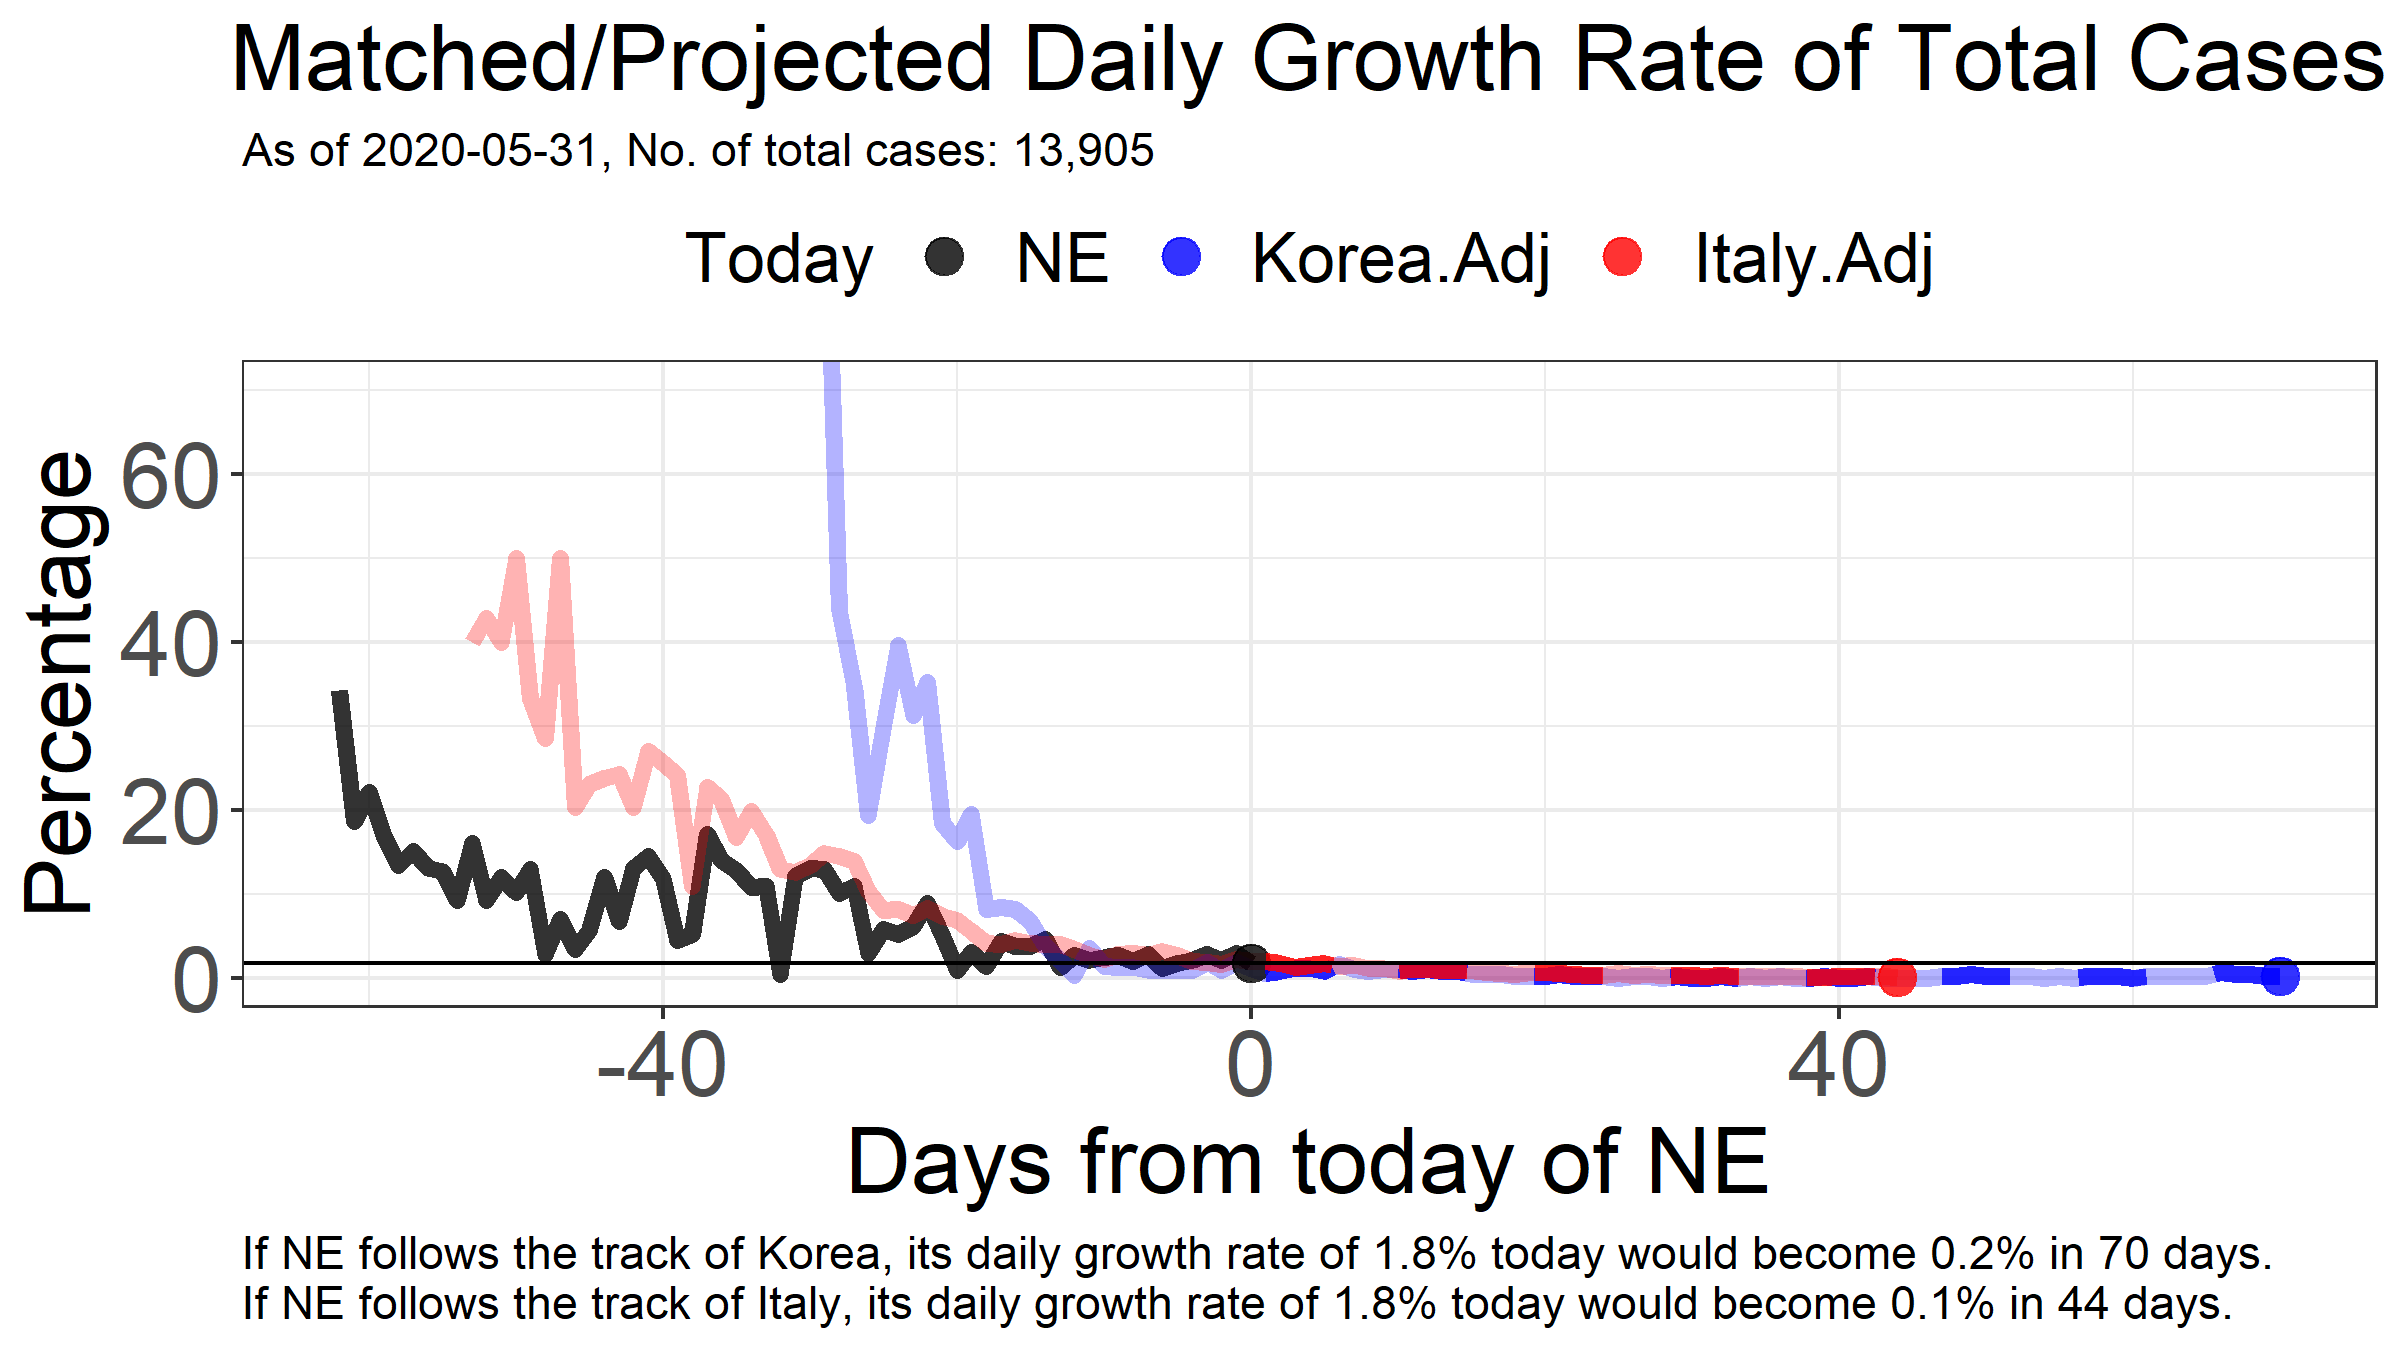 Matched/Projected Daily Growth Rate of Total Cases
As of 2020-05-31, No. of total cases: 13,905
Today NE Korea.Adj Italy.Adj
Percentage
60
40
20
0
-40 0 40
Days from today of NE
If NE follows the track of Korea, its daily growth rate of 1.8% today would become 0.2% in 70 days.
If NE follows the track of Italy, its daily growth rate of 1.8% today would become 0.1% in 44 days.